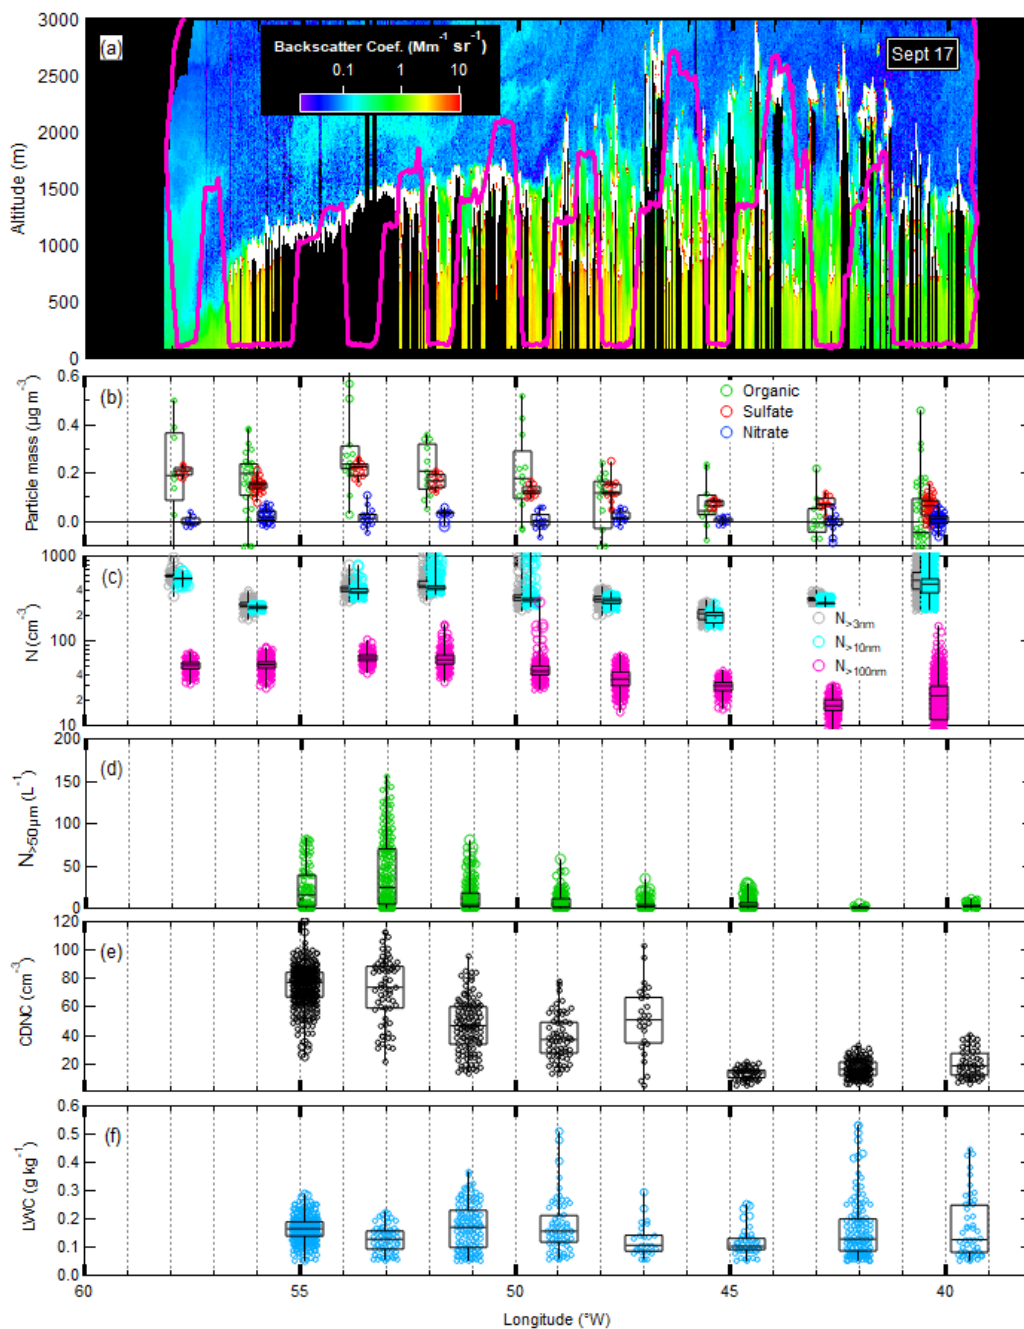 (a)
Backscatter Coef. (Mm⁻¹ sr⁻¹)
0.1 1 10
Sept 17
3000
2500
2000
1500
1000
500
0
Altitude (m)
(b)
Organic
Sulfate
Nitrate
0.6
0.4
0.2
0.0
Particle mass (µg m⁻³)
(c)
1000
4
2
100
4
2
10
N (cm⁻³)
N>3nm
N>10nm
N>100nm
(d)
200
150
100
50
0
N>50µm (L⁻¹)
(e)
120
100
80
60
40
20
CDNC (cm⁻³)
(f)
0.6
0.5
0.4
0.3
0.2
0.1
0.0
LWC (g kg⁻¹)
60 55 50 45 40
Longitude (°W)